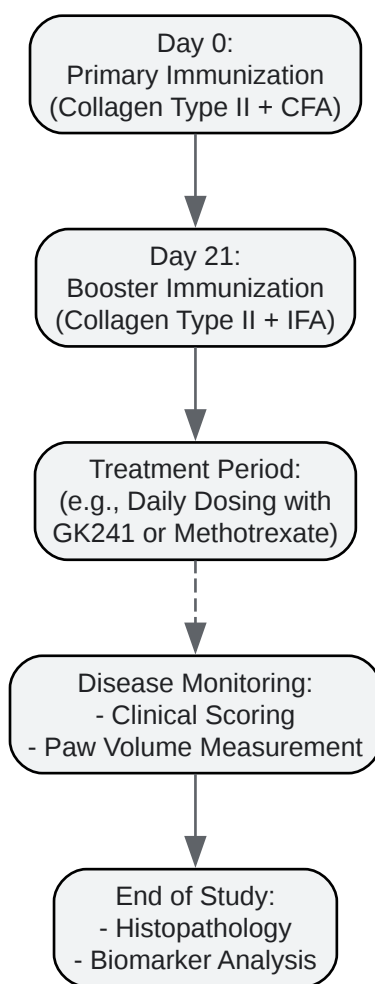 Day 0:
Primary Immunization
(Collagen Type II + CFA)
Day 21:
Booster Immunization
(Collagen Type II + IFA)
Treatment Period:
(e.g., Daily Dosing with
GK241 or Methotrexate)
Disease Monitoring:
- Clinical Scoring
- Paw Volume Measurement
End of Study:
- Histopathology
- Biomarker Analysis